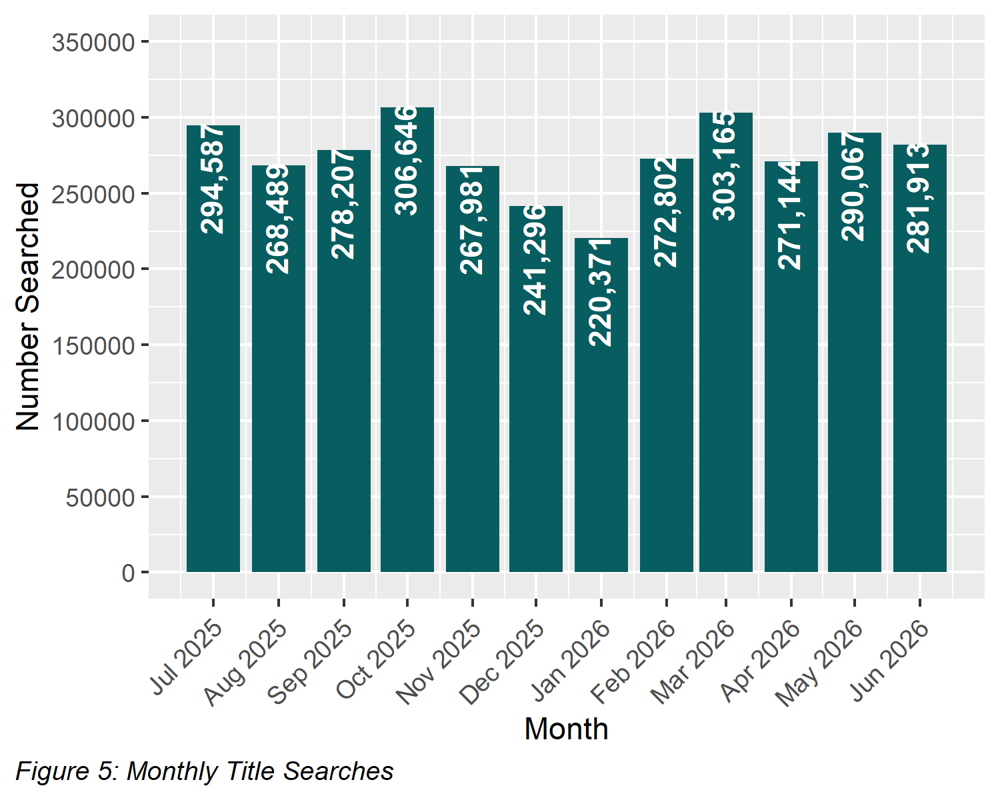 350000
300000
250000
200000
150000
100000
50000
0
Number Searched
294,587
268,489
278,207
306,646
267,981
241,296
220,371
272,802
303,165
271,144
290,067
281,913
Jul 2025
Aug 2025
Sep 2025
Oct 2025
Nov 2025
Dec 2025
Jan 2026
Feb 2026
Mar 2026
Apr 2026
May 2026
Jun 2026
Month
Figure 5: Monthly Title Searches